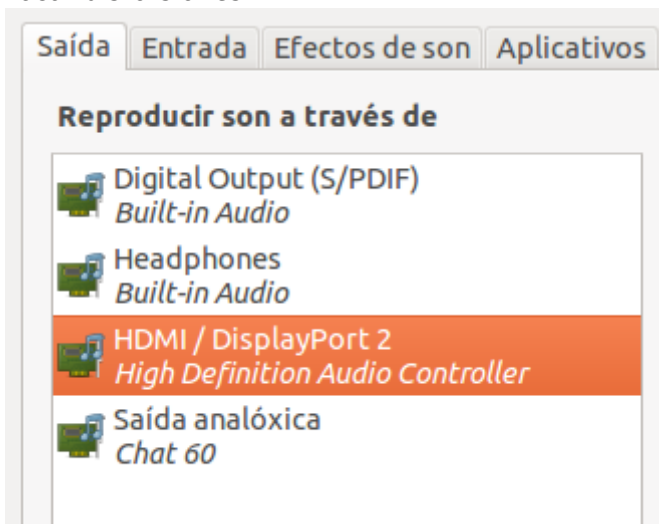 Saída Entrada Efectos de son Aplicativos
Reproducir son a través de
Digital Output (S/PDIF)
Built-in Audio
Headphones
Built-in Audio
HDMI / DisplayPort 2
High Definition Audio Controller
Saída analóxica
Chat 60